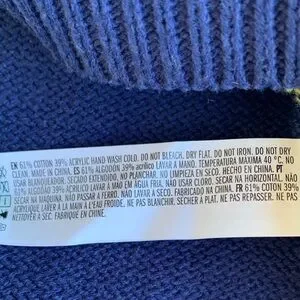 EN 61% COTTON 39% ACRYLIC HAND WASH COLD. DO NOT BLEACH, DRY FLAT. DO NOT IRON. DO NOT DRY
CLEAN. MADE IN CHINA. ES 61% ALGODÓN 39% acrílico LAVAR A MANO. TEMPERATURA MAXIMA 40 °C. NO
USAR BLANQUEADOR. SECADO EXTENDIDO. NO PLANCHAR. NO LIMPIEZA EN SECO. HECHO EN CHINA. PT
61% ALGODÃO 39% ACRÍLICO LAVAR A MAO EM ÁGUA FRIA. NÃO USAR CLORO. SECAR NA HORIZONTAL. NÃO
SECAR NA MAQUINA. NÃO PASSAR A FERRO. NÃO LAVAR A SECO. FABRICADO NA CHINA. FR 61% COTON 39%
ACRYLIQUE LAVER À LA MAIN À L'EAU FROIDE. PAS BLANCHIR. SÉCHER À PLAT. NE PAS REPASSER. NE PAS
NETTOYER A SEC. FABRIQUE EN CHINE.